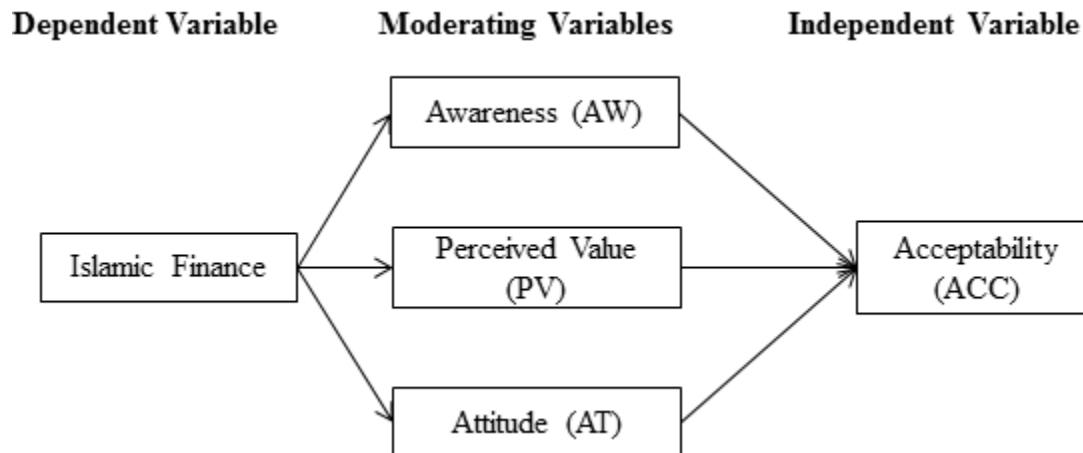 Dependent Variable
Moderating Variables
Independent Variable
Awareness (AW)
Islamic Finance
Perceived Value
(PV)
Acceptability
(ACC)
Attitude (AT)